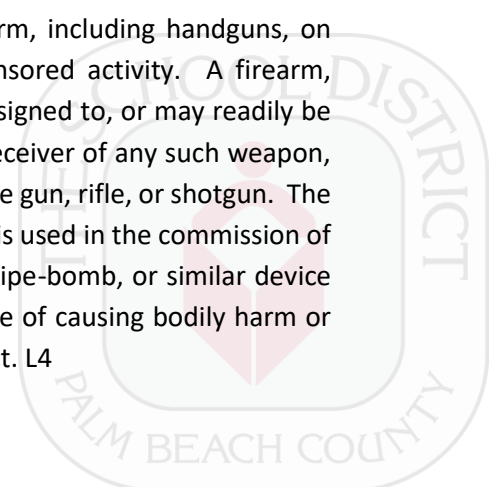 rm, including handguns, on
nsored activity. A firearm,
signed to, or may readily be
eceiver of any such weapon,
e gun, rifle, or shotgun. The
is used in the commission of
ipe-bomb, or similar device
e of causing bodily harm or
t. L4
THE SCHOOL DISTRICT
PALM BEACH COUNTY